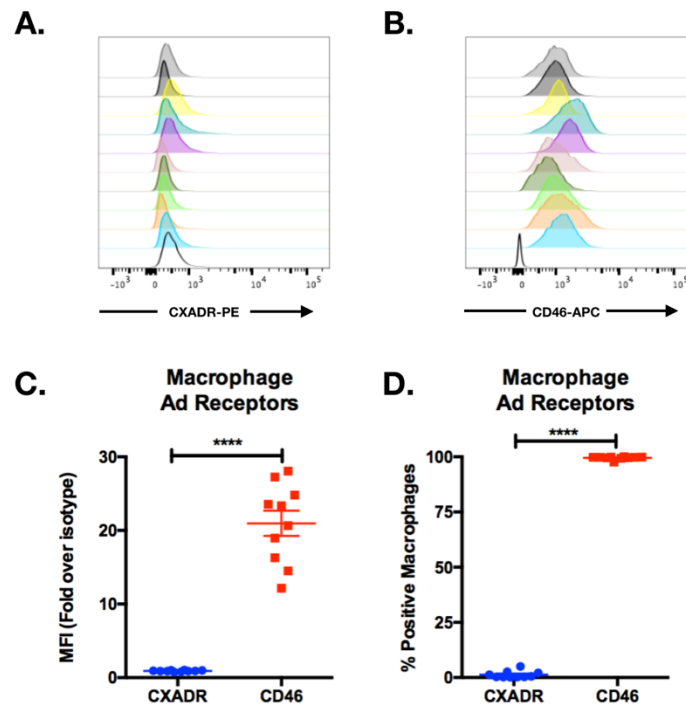 A.
B.
-10³ 0 10³ 10⁴ 10⁵
CXADR-PE
0 10³ 10⁴ 10⁵
CD46-APC
C.
D.
Macrophage
Ad Receptors
****
MFI (Fold over isotype)
30
20
10
0
CXADR CD46
Macrophage
Ad Receptors
****
% Positive Macrophages
100
75
50
25
0
CXADR CD46